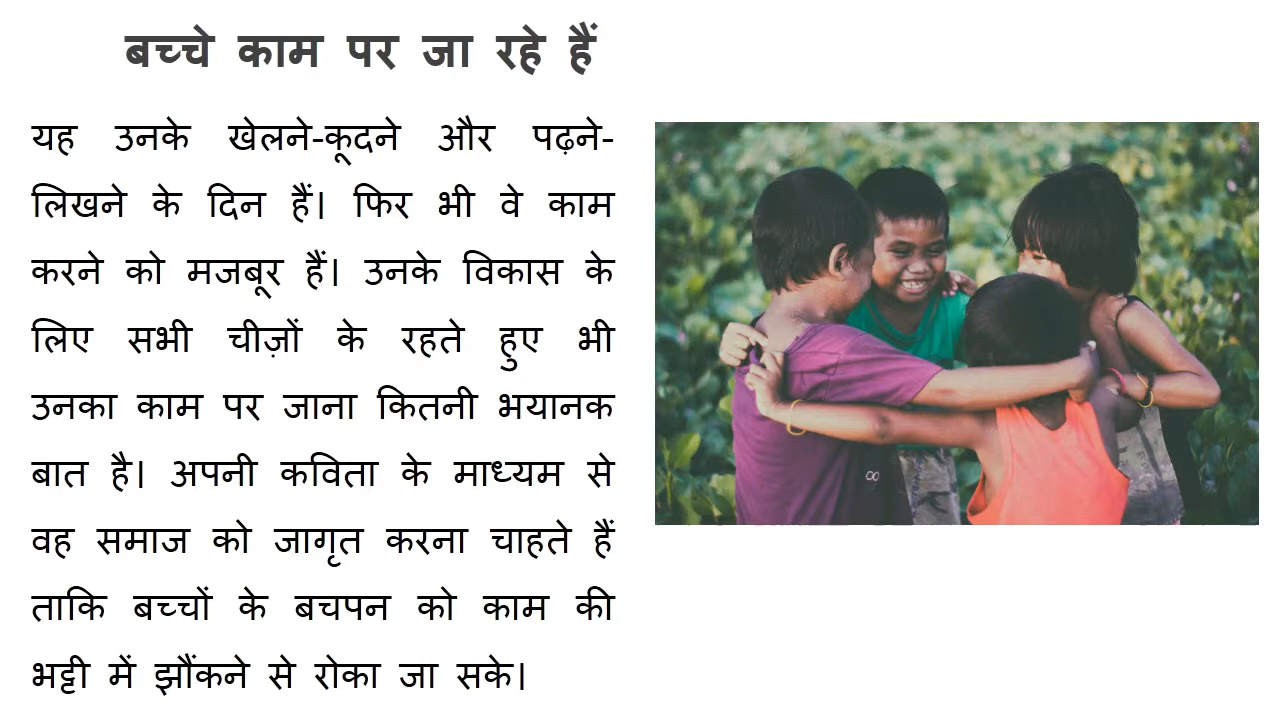 बच्चे काम पर जा रहे हैं
यह उनके खेलने-कूदने और पढ़ने-
लिखने के दिन हैं। फिर भी वे काम
करने को मजबूर हैं। उनके विकास के
लिए सभी चीज़ों के रहते हुए भी
उनका काम पर जाना कितनी भयानक
बात है। अपनी कविता के माध्यम से
वह समाज को जागृत करना चाहते हैं
ताकि बच्चों के बचपन को काम की
भट्टी में झौंकने से रोका जा सके।